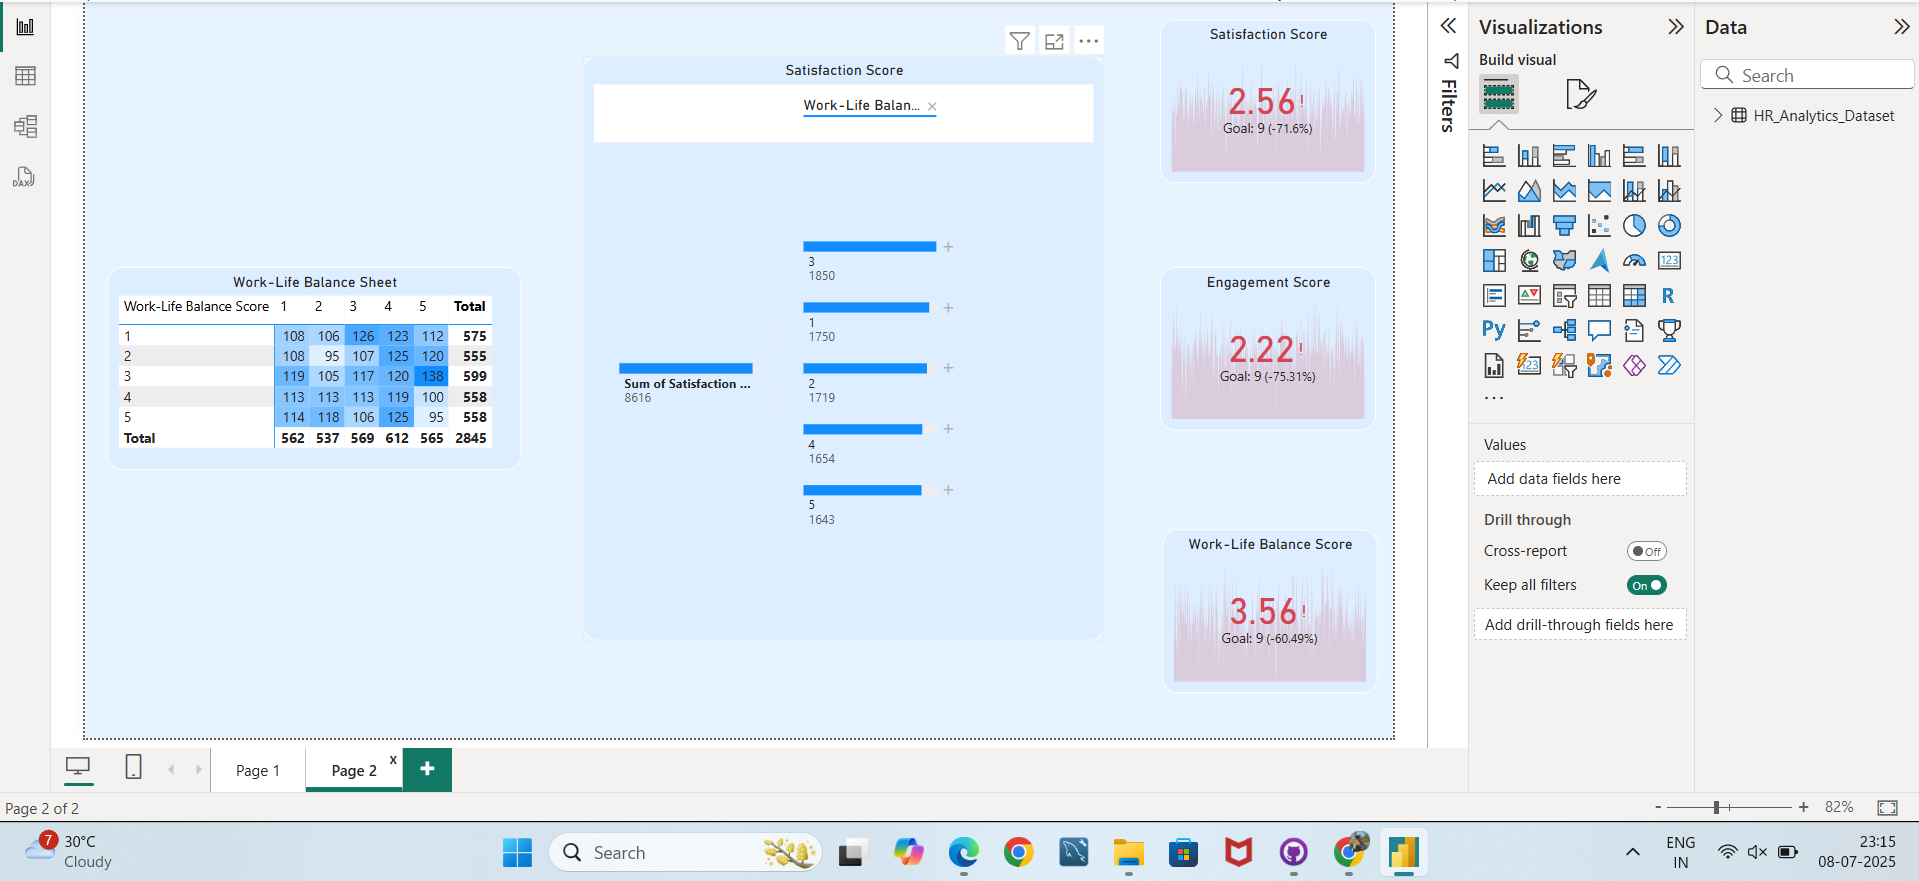 Satisfaction Score
Work-Life Balan... ×
3
1850
1
1750
Sum of Satisfaction ...
8616
2
1719
4
1654
5
1643
Work-Life Balance Sheet
Work-Life Balance Score 1 2 3 4 5 Total
1 108 106 126 123 112 575
2 108 95 107 125 120 555
3 119 105 117 120 138 599
4 113 113 113 119 100 558
5 114 118 106 125 95 558
Total 562 537 569 612 565 2845
Satisfaction Score
2.56!
Goal: 9 (-71.6%)
Engagement Score
2.22!
Goal: 9 (-75.31%)
Work-Life Balance Score
3.56!
Goal: 9 (-60.49%)
Filters
Visualizations
Build visual
123
R
Py
123
...
Values
Add data fields here
Drill through
Cross-report
Off
Keep all filters
On
Add drill-through fields here
Data
Search
HR_Analytics_Dataset
DAX
Page 1
Page 2 x
+
Page 2 of 2
- + 82%
7
30°C
Cloudy
Search
ENG
IN
23:15
08-07-2025